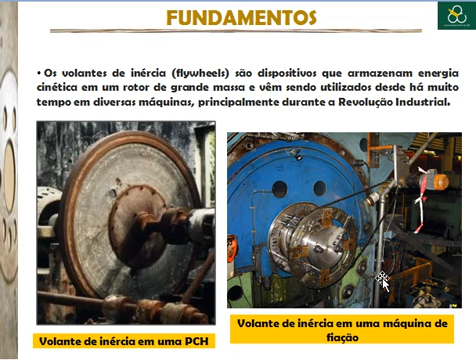 FUNDAMENTOS
• Os volantes de inércia (flywheels) são dispositivos que armazenam energia
cinética em um rotor de grande massa e vêm sendo utilizados desde há muito
tempo em diversas máquinas, principalmente durante a Revolução Industrial.
Volante de inércia em uma PCH
Volante de inércia em uma máquina de
fiação